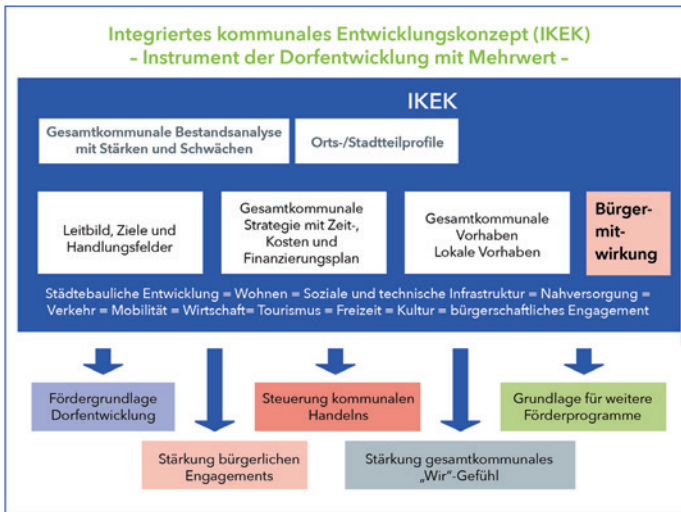 Integriertes kommunales Entwicklungskonzept (IKEK)
– Instrument der Dorfentwicklung mit Mehrwert –
IKEK
Gesamtkommunale Bestandsanalyse
mit Stärken und Schwächen
Orts-/Stadtteilprofile
Leitbild, Ziele und
Handlungsfelder
Gesamtkommunale
Strategie mit Zeit-,
Kosten und
Finanzierungsplan
Gesamtkommunale
Vorhaben
Lokale Vorhaben
Bürger-
mit-
wirkung
Städtebauliche Entwicklung = Wohnen = Soziale und technische Infrastruktur = Nahversorgung =
Verkehr = Mobilität = Wirtschaft= Tourismus = Freizeit = Kultur = bürgerschaftliches Engagement
Fördergrundlage
Dorfentwicklung
Steuerung kommunalen
Handelns
Grundlage für weitere
Förderprogramme
Stärkung bürgerlichen
Engagements
Stärkung gesamtkommunales
„Wir"-Gefühl